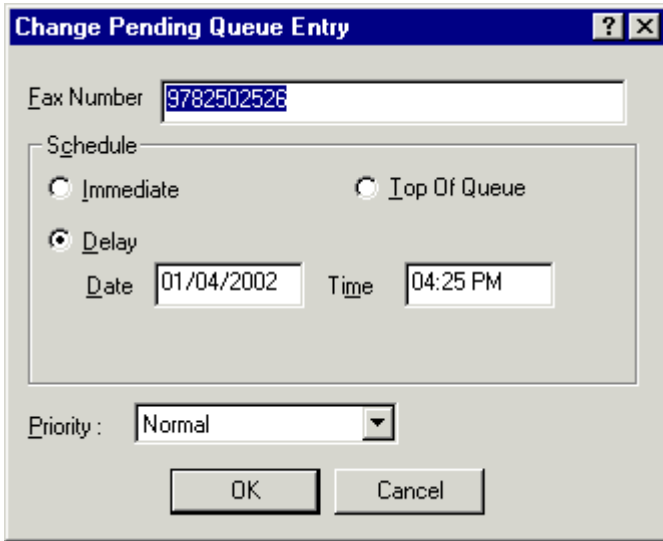 Change Pending Queue Entry
Fax Number 9782502526
Schedule
Immediate Top Of Queue
Delay
Date 01/04/2002 Time 04:25 PM
Priority : Normal
OK Cancel